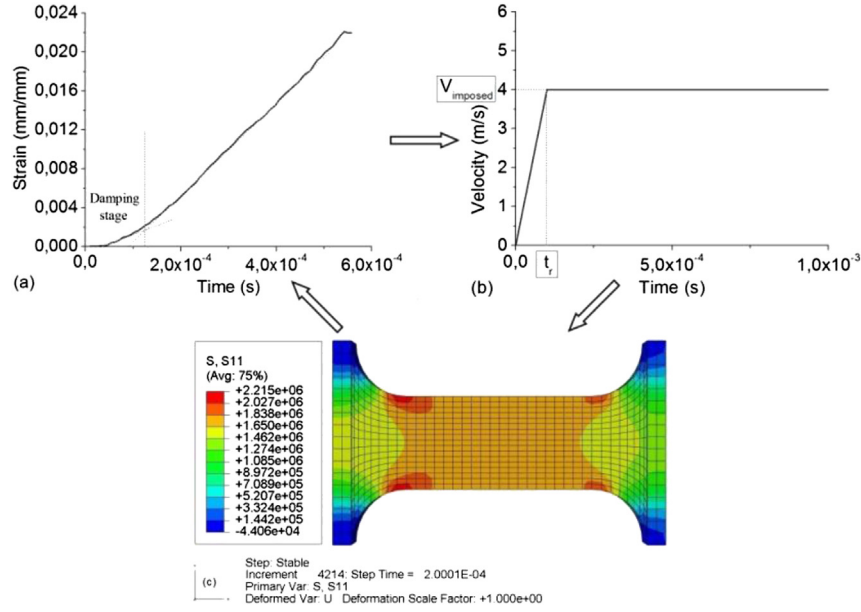 0,024
0,020
0,016
0,012
0,008
0,004
0,000
Strain (mm/mm)
Damping
stage
0,0 2,0x10-4 4,0x10-4 6,0x10-4
Time (s)
(a)
6
5
4
3
2
1
0
Vimposed
Velocity (m/s)
0,0 tr 5,0x10-4 1,0x10-3
Time (s)
(b)
S, S11
(Avg: 75%)
+2.215e+06
+2.027e+06
+1.838e+06
+1.650e+06
+1.462e+06
+1.274e+06
+1.085e+06
+8.972e+05
+7.089e+05
+5.207e+05
+3.324e+05
+1.442e+05
-4.406e+04
(c)
Step: Stable
Increment 4214: Step Time = 2.0001E-04
Primary Var: S, S11
Deformed Var: U Deformation Scale Factor: +1.000e+00